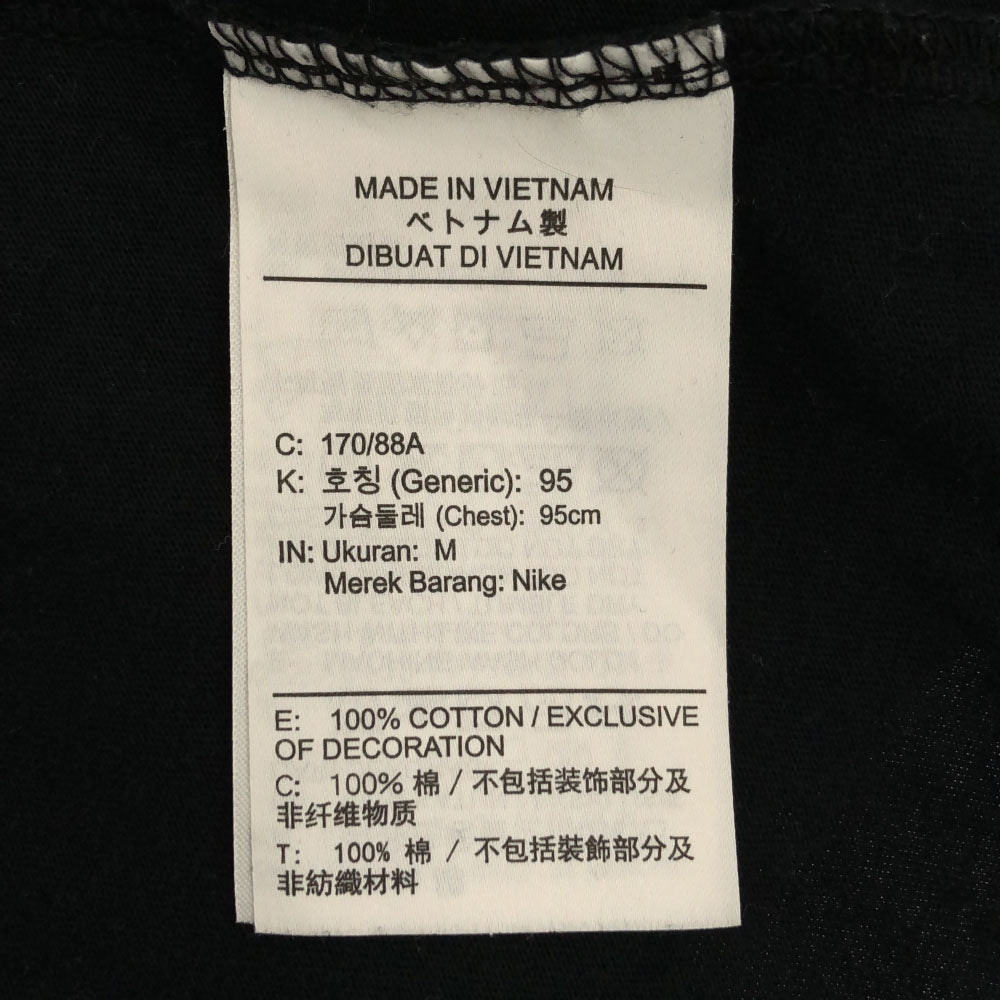 MADE IN VIETNAM
ベトナム製
DIBUAT DI VIETNAM
C: 170/88A
K: 호칭 (Generic): 95
가슴둘레 (Chest): 95cm
IN: Ukuran: M
Merek Barang: Nike
E: 100% COTTON / EXCLUSIVE
OF DECORATION
C: 100% 棉 / 不包括装饰部分及
非纤维物质
T: 100% 棉 / 不包括裝飾部分及
非紡織材料